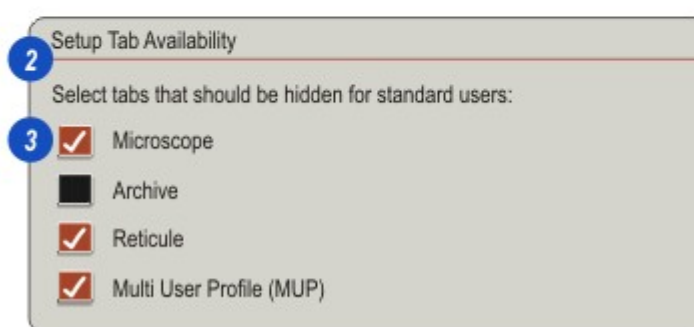 2
Setup Tab Availability
Select tabs that should be hidden for standard users:
3 Microscope
Archive
Reticule
Multi User Profile (MUP)